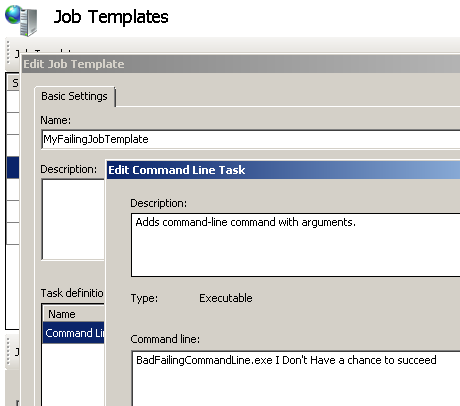 Job Templates
Edit Job Template
Basic Settings
Name:
MyFailingJobTemplate
Description:
Edit Command Line Task
Description:
Adds command-line command with arguments.
Type: Executable
Task definitio
Name
Command Li
Command line:
BadFailingCommandLine.exe I Don't Have a chance to succeed